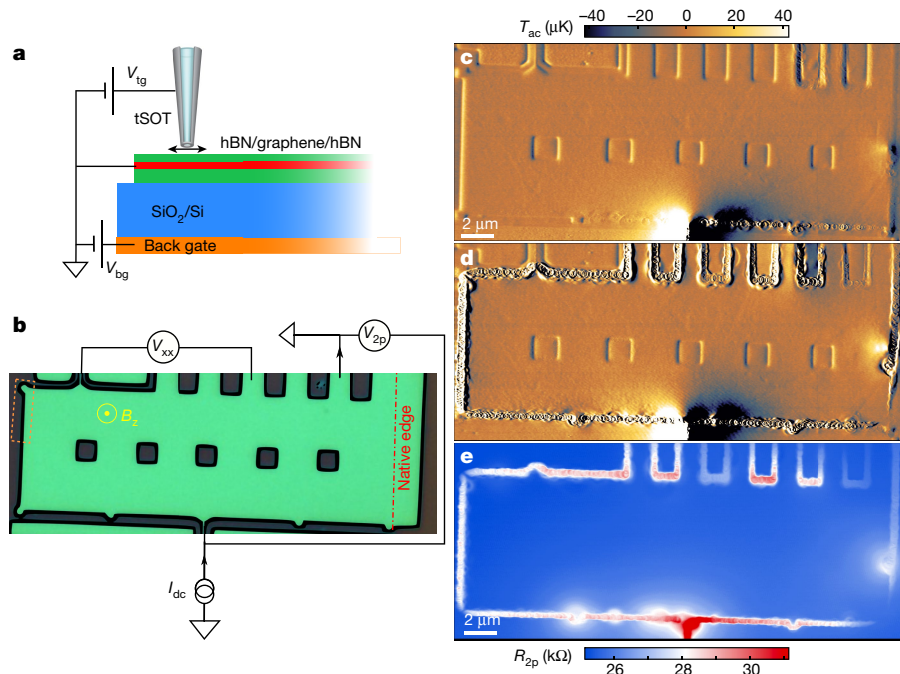 a
V_tg
tSOT
hBN/graphene/hBN
SiO₂/Si
Back gate
V_bg
b
V_xx
V_2p
B_z
Native edge
I_dc
T_ac (μK)
−40 −20 0 20 40
c
2 μm
d
e
2 μm
R_2p (kΩ)
26 28 30